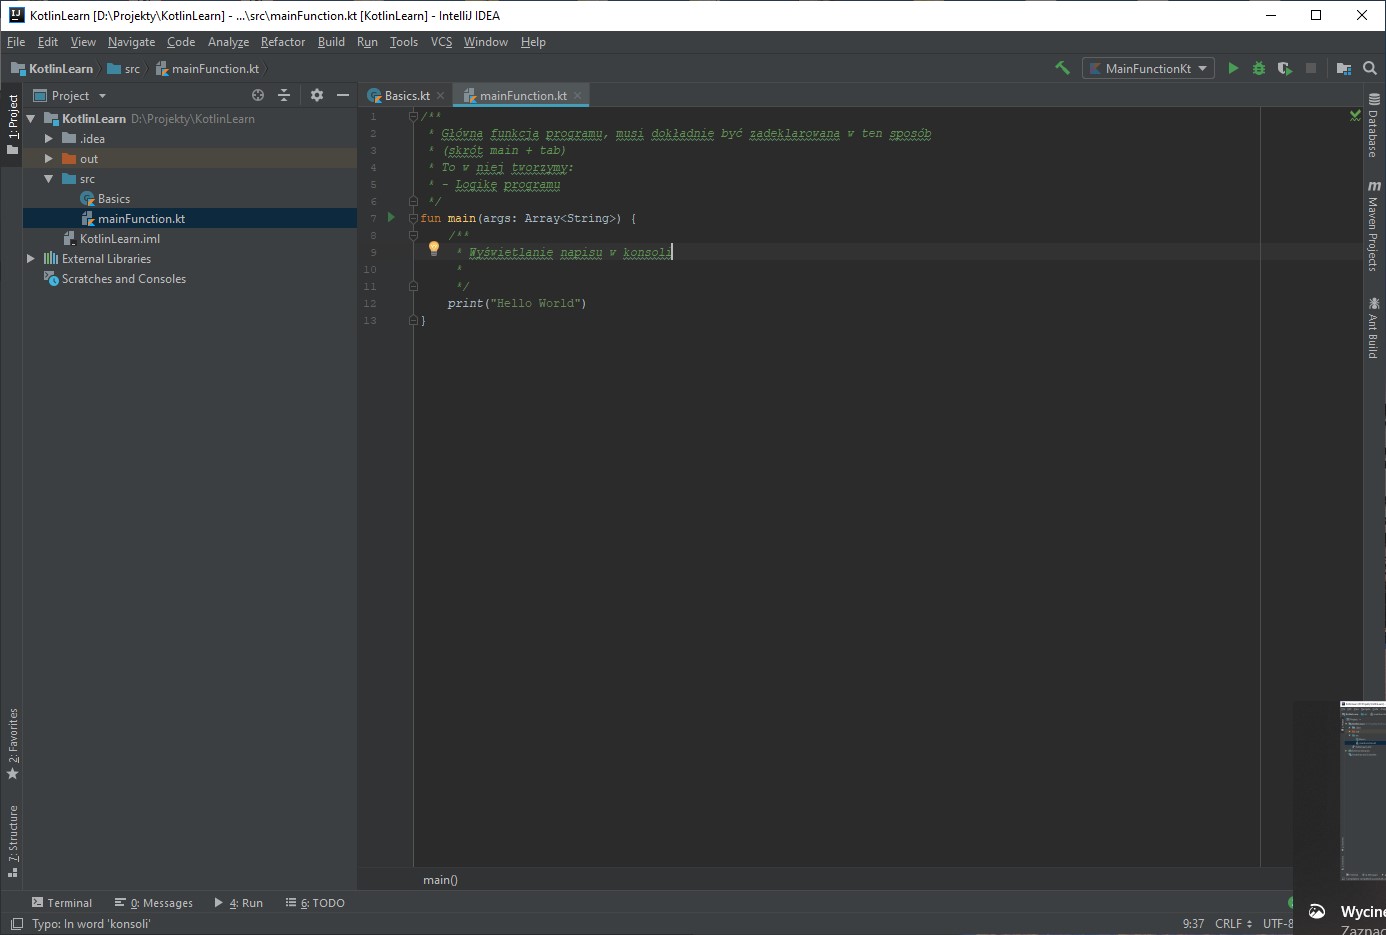 KotlinLearn [D:\Projekty\KotlinLearn] - ...\src\mainFunction.kt [KotlinLearn] - IntelliJ IDEA
File Edit View Navigate Code Analyze Refactor Build Run Tools VCS Window Help
KotlinLearn src mainFunction.kt MainFunctionKt
Project
Basics.kt mainFunction.kt
1: Project
KotlinLearn D:\Projekty\KotlinLearn
.idea
out
src
Basics
mainFunction.kt
KotlinLearn.iml
External Libraries
Scratches and Consoles
2: Favorites
7: Structure
1 /**
2 * Główna funkcja programu, musi dokładnie być zadeklarowana w ten sposób
3 * (skrót main + tab)
4 * To w niej tworzymy:
5 * - Logikę programu
6 */
7 fun main(args: Array<String>) {
8 /**
9 * Wyświetlanie napisu w konsoli
10 *
11 */
12 print("Hello World")
13 }
Database
Maven Projects
Ant Build
main()
Terminal 0: Messages 4: Run 6: TODO
Typo: In word 'konsoli' 9:37 CRLF UTF-8
Wycine
Zaznac